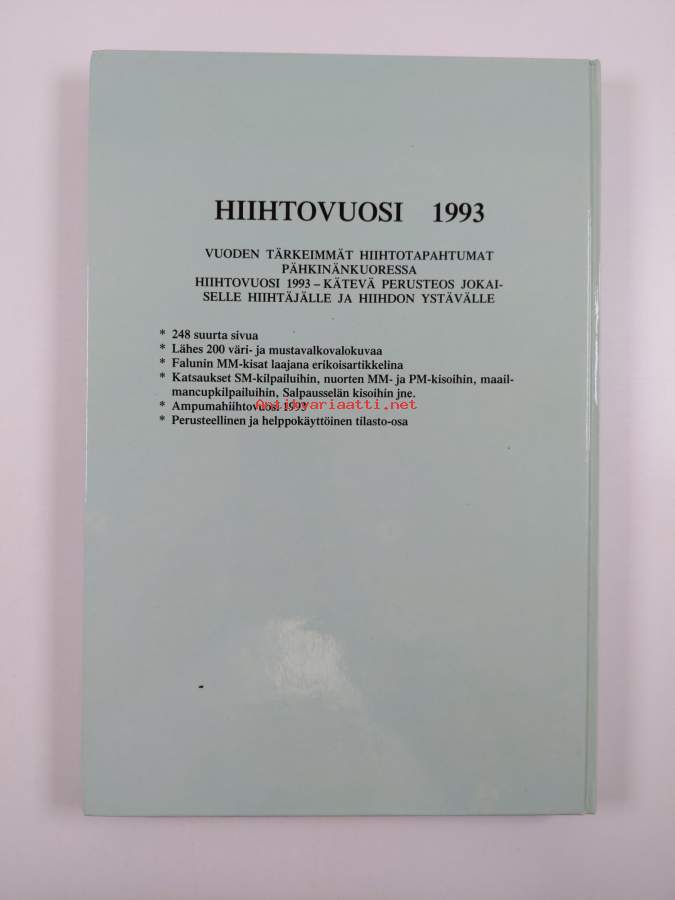 HIIHTOVUOSI 1993
VUODEN TÄRKEIMMÄT HIIHTOTAPAHTUMAT
PÄHKINÄNKUORESSA
HIIHTOVUOSI 1993 – KÄTEVÄ PERUSTEOS JOKAI-
SELLE HIIHTÄJÄLLE JA HIIHDON YSTÄVÄLLE
* 248 suurta sivua
* Lähes 200 väri- ja mustavalkovalokuvaa
* Falunin MM-kisat laajana erikoisartikkelina
* Katsaukset SM-kilpailuihin, nuorten MM- ja PM-kisoihin, maail-
mancupkilpailuihin, Salpausselän kisoihin jne.
* Ampumahiihtovuosi 1993
Antikvariaatti.net
* Perusteellinen ja helppokäyttöinen tilasto-osa